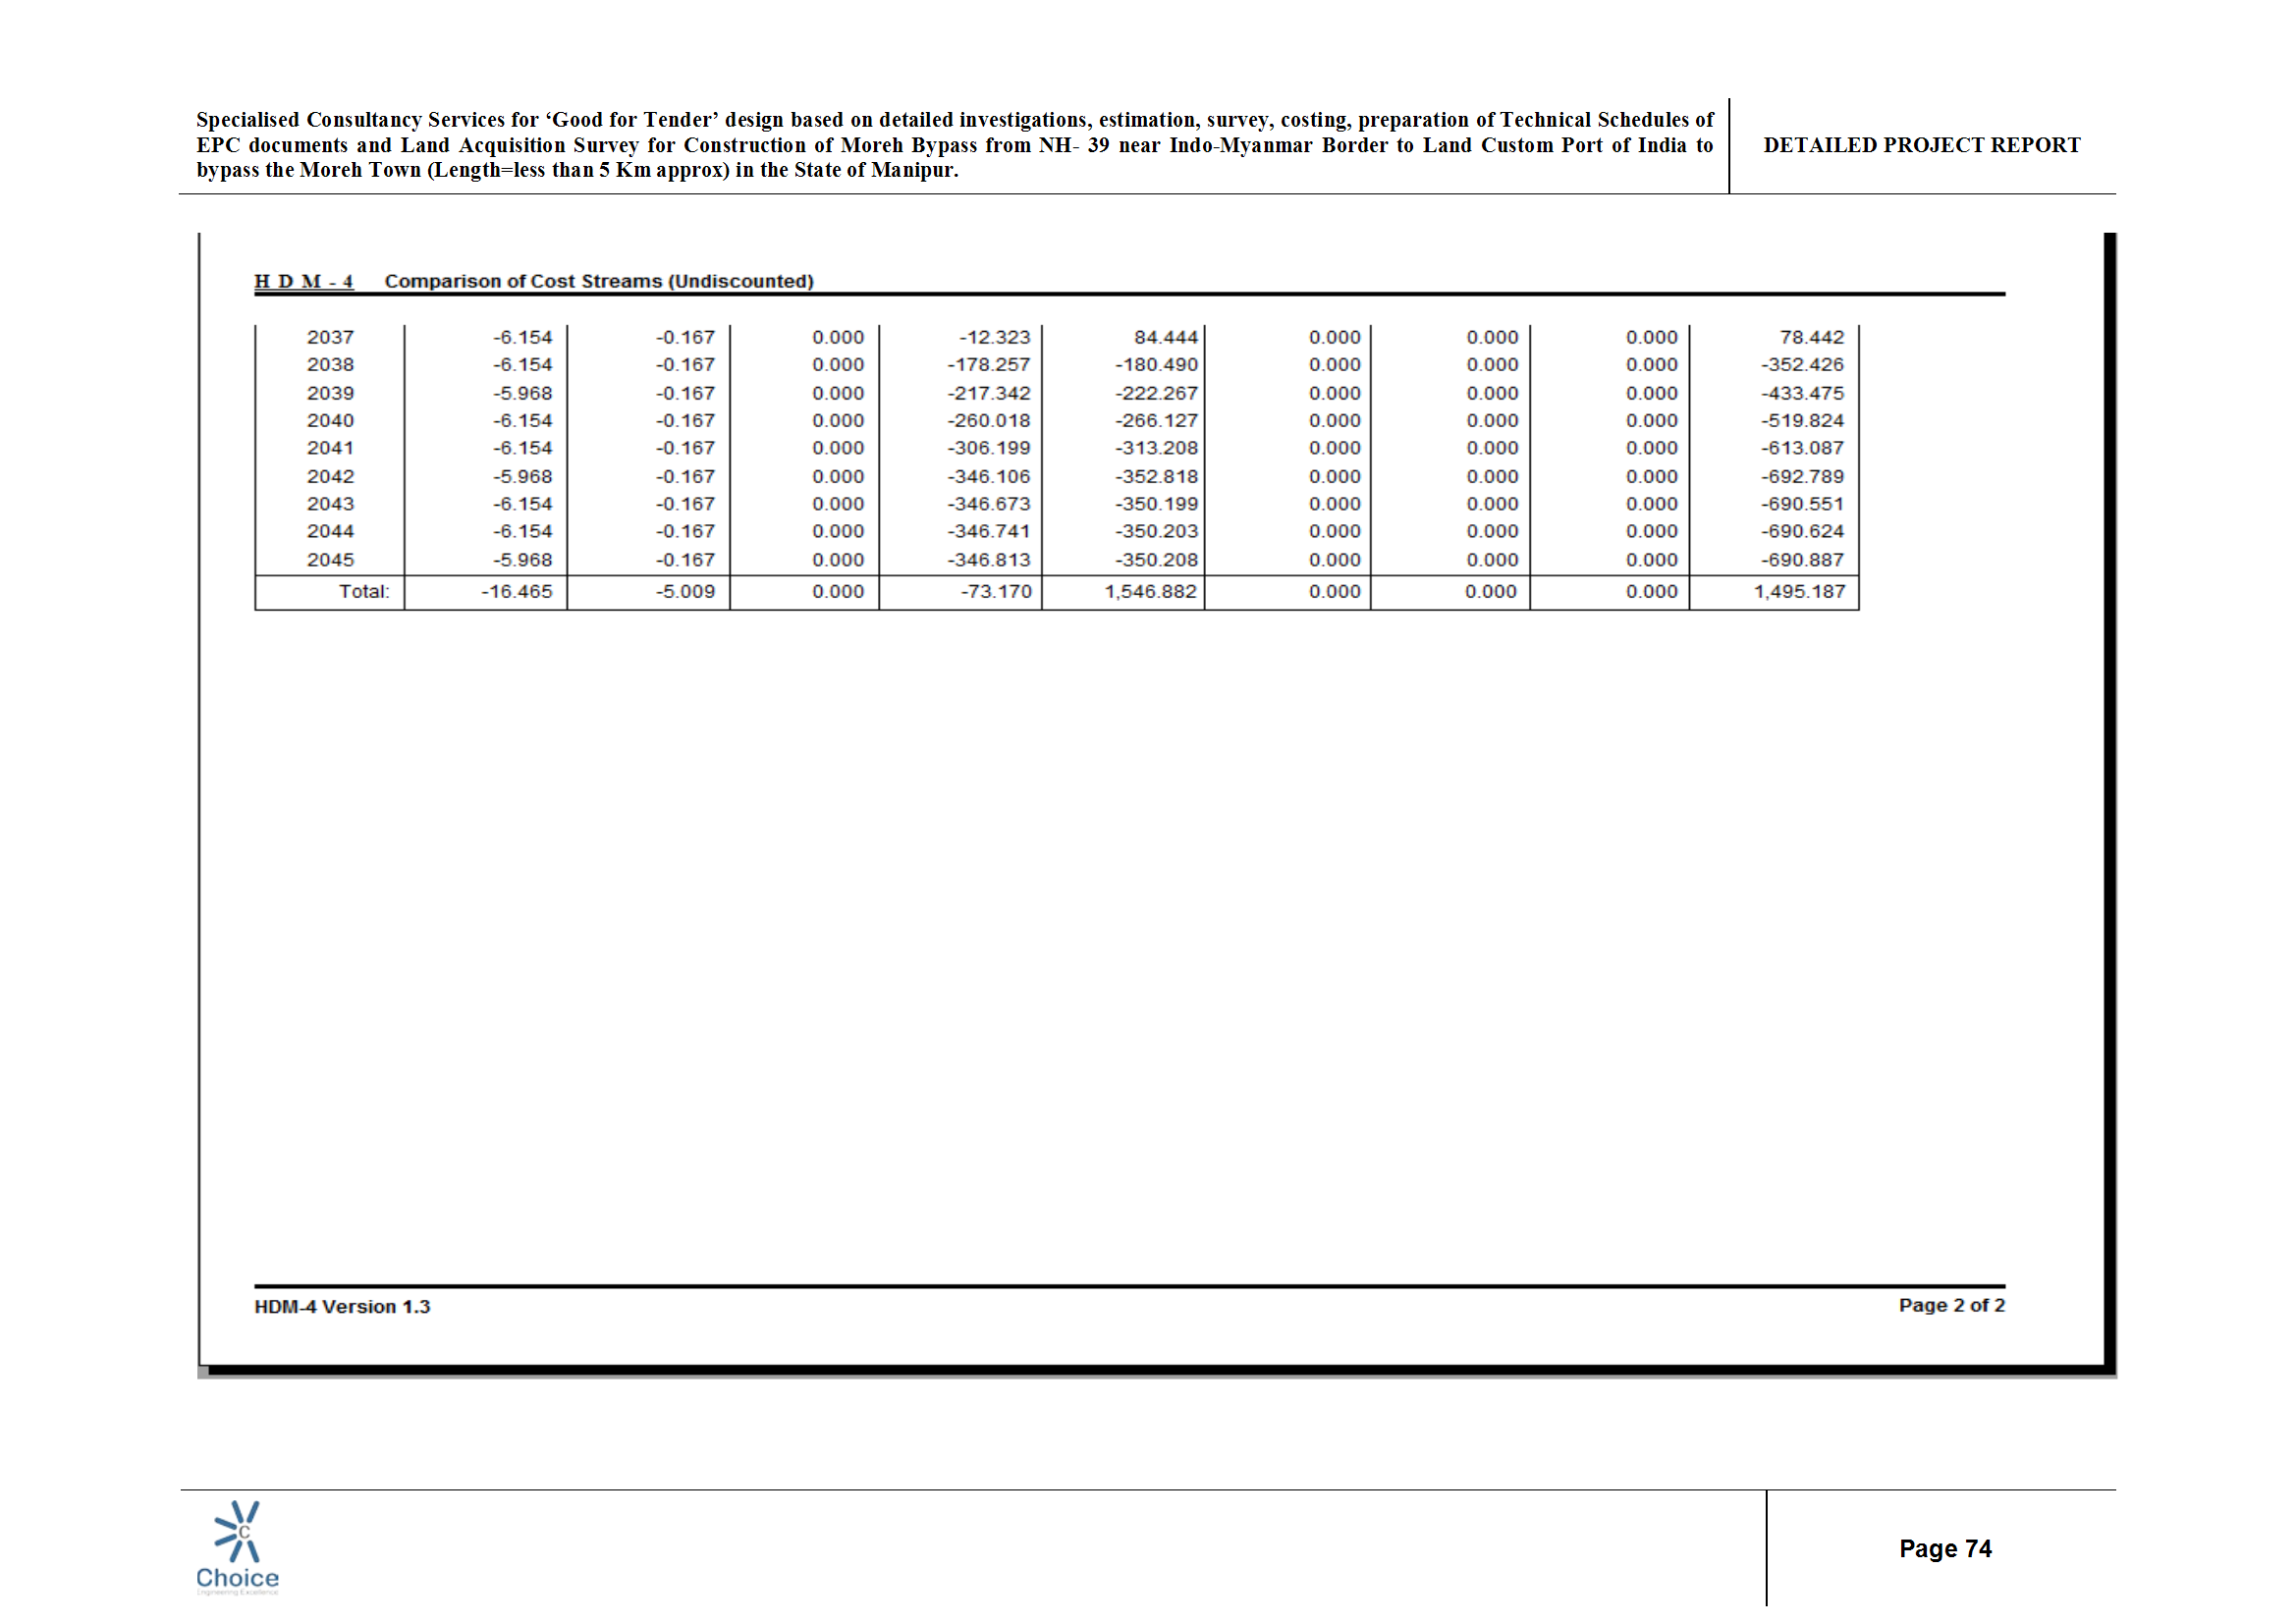 Specialised Consultancy Services for ‘Good for Tender’ design based on detailed investigations, estimation, survey, costing, preparation of Technical Schedules of
EPC documents and Land Acquisition Survey for Construction of Moreh Bypass from NH- 39 near Indo-Myanmar Border to Land Custom Port of India to
bypass the Moreh Town (Length=less than 5 Km approx) in the State of Manipur.
DETAILED PROJECT REPORT
H D M - 4 Comparison of Cost Streams (Undiscounted)
2037 -6.154 -0.167 0.000 -12.323 84.444 0.000 0.000 0.000 78.442
2038 -6.154 -0.167 0.000 -178.257 -180.490 0.000 0.000 0.000 -352.426
2039 -5.968 -0.167 0.000 -217.342 -222.267 0.000 0.000 0.000 -433.475
2040 -6.154 -0.167 0.000 -260.018 -266.127 0.000 0.000 0.000 -519.824
2041 -6.154 -0.167 0.000 -306.199 -313.208 0.000 0.000 0.000 -613.087
2042 -5.968 -0.167 0.000 -346.106 -352.818 0.000 0.000 0.000 -692.789
2043 -6.154 -0.167 0.000 -346.673 -350.199 0.000 0.000 0.000 -690.551
2044 -6.154 -0.167 0.000 -346.741 -350.203 0.000 0.000 0.000 -690.624
2045 -5.968 -0.167 0.000 -346.813 -350.208 0.000 0.000 0.000 -690.887
Total: -16.465 -5.009 0.000 -73.170 1,546.882 0.000 0.000 0.000 1,495.187
HDM-4 Version 1.3
Page 2 of 2
C
Choice
Engineering Excellence
Page 74